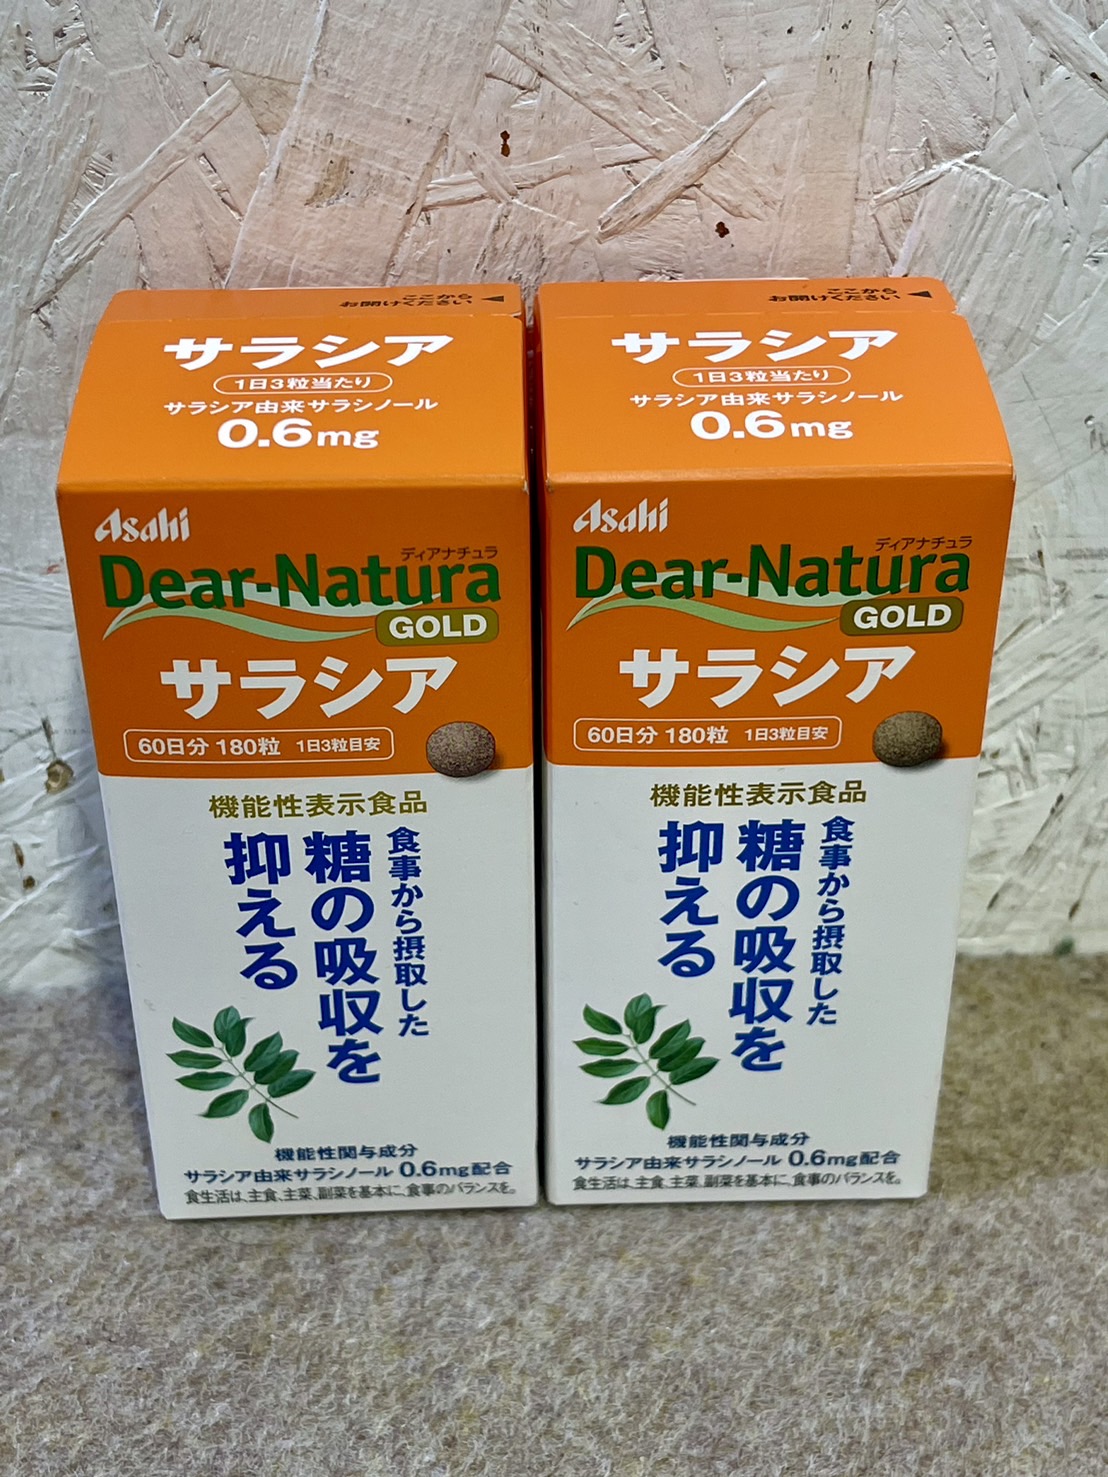 ここから
お開けください
サラシア
1日3粒当たり
サラシア由来サラシノール
0.6mg
Asahi
ディアナチュラ
Dear-Natura
GOLD
サラシア
60日分 180粒 1日3粒目安
機能性表示食品
食事から摂取した
糖の吸収を
抑える
機能性関与成分
サラシア由来サラシノール 0.6mg配合
食生活は、主食、主菜、副菜を基本に、食事のバランスを。
ここから
お開けください
サラシア
1日3粒当たり
サラシア由来サラシノール
0.6mg
Asahi
ディアナチュラ
Dear-Natura
GOLD
サラシア
60日分 180粒 1日3粒目安
機能性表示食品
食事から摂取した
糖の吸収を
抑える
機能性関与成分
サラシア由来サラシノール 0.6mg配合
食生活は、主食、主菜、副菜を基本に、食事のバランスを。